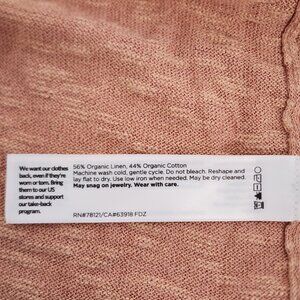 We want our clothes
back, even if they're
worn or torn. Bring
them to our US
stores and support
our take-back
program.
56% Organic Linen, 44% Organic Cotton
Machine wash cold, gentle cycle. Do not bleach. Reshape and
lay flat to dry. Use low iron when needed. May be dry cleaned.
May snag on jewelry. Wear with care.
RN#78121/CA#63918 FDZ